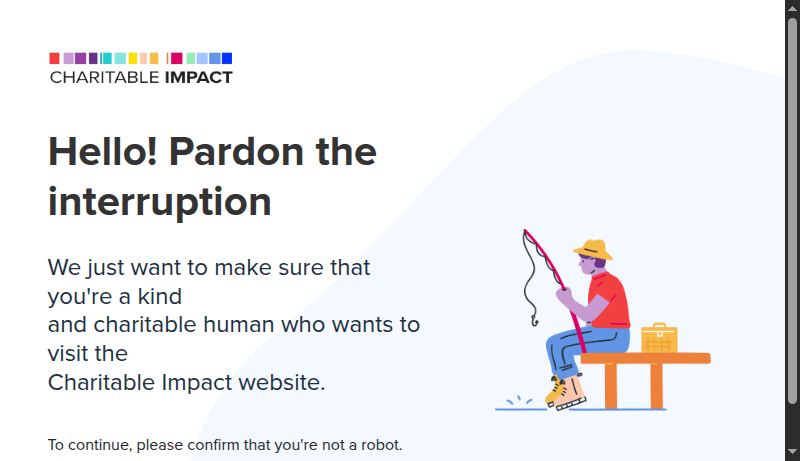 CHARITABLE IMPACT
Hello! Pardon the
interruption
We just want to make sure that
you're a kind
and charitable human who wants to
visit the
Charitable Impact website.
To continue, please confirm that you're not a robot.